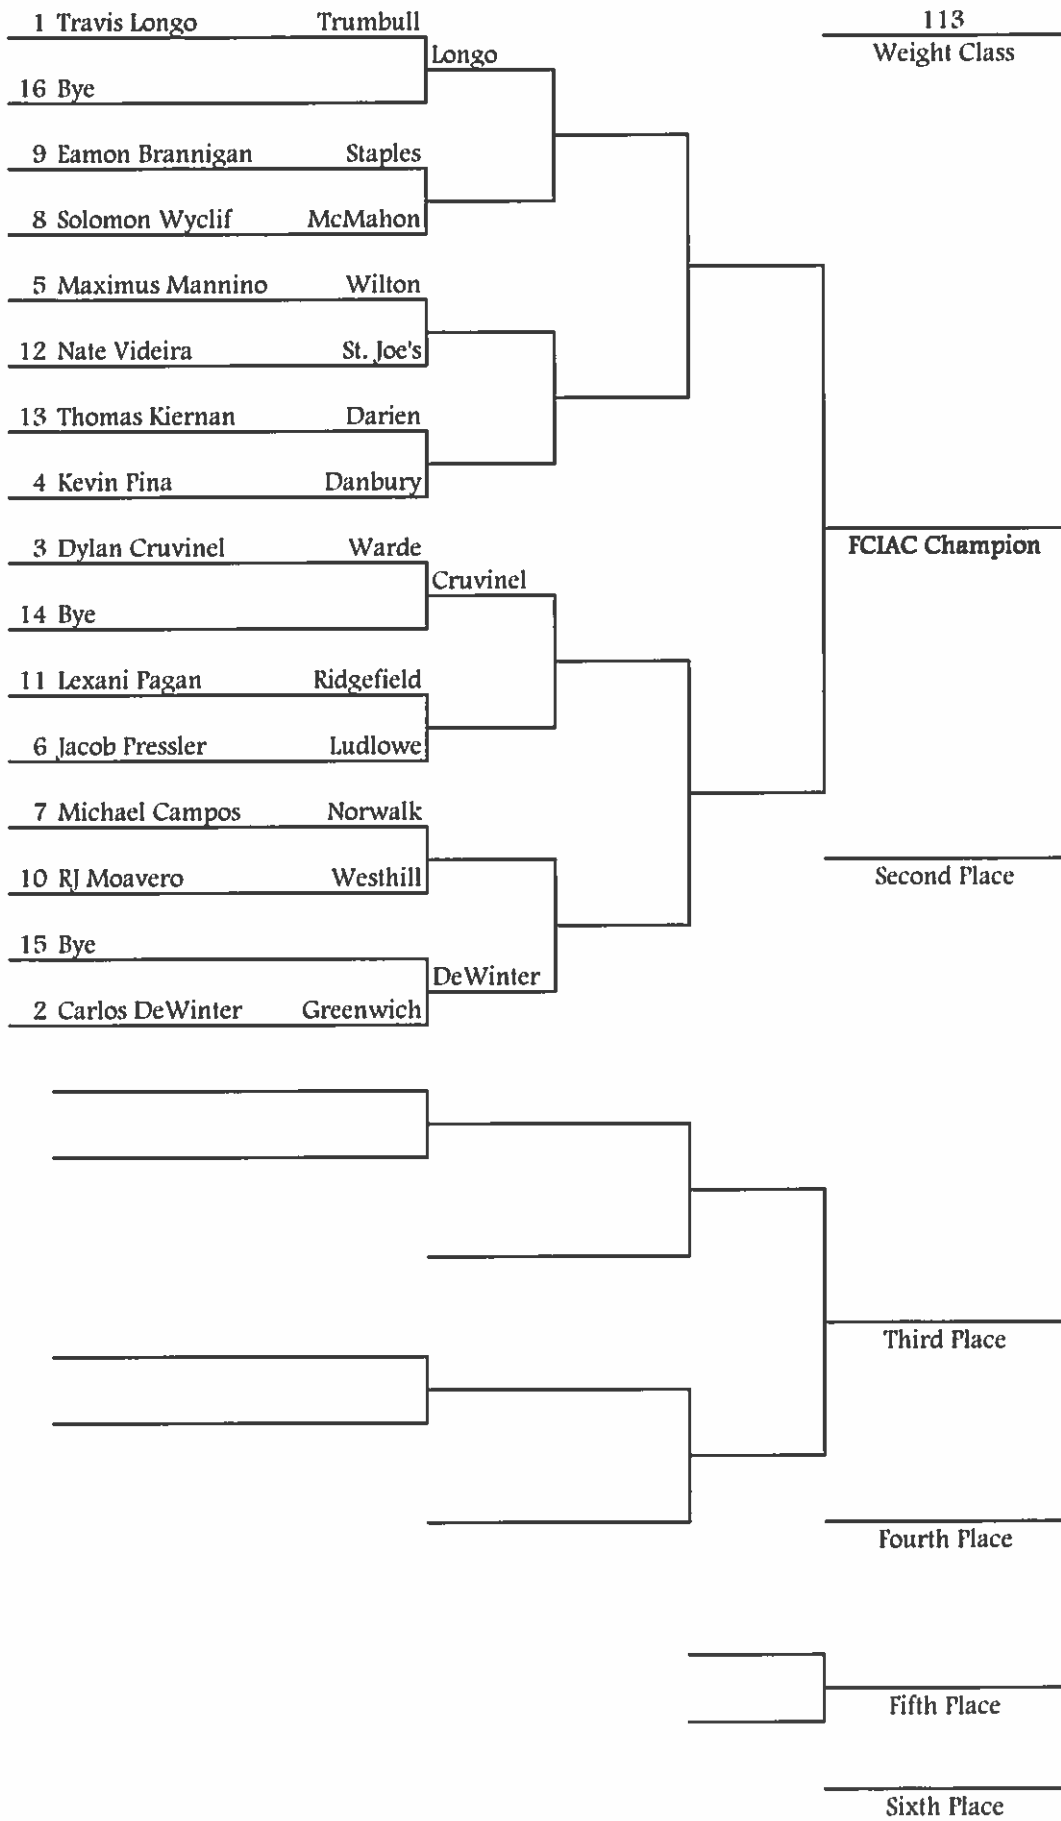 1 Travis Longo Trumbull
113
Weight Class
Longo
16 Bye
9 Eamon Brannigan Staples
8 Solomon Wyclif McMahon
5 Maximus Mannino Wilton
12 Nate Videira St. Joe's
13 Thomas Kiernan Darien
4 Kevin Pina Danbury
FCIAC Champion
3 Dylan Cruvinel Warde
Cruvinel
14 Bye
11 Lexani Pagan Ridgefield
6 Jacob Pressler Ludlowe
7 Michael Campos Norwalk
10 RJ Moavero Westhill
Second Place
15 Bye
DeWinter
2 Carlos DeWinter Greenwich
Third Place
Fourth Place
Fifth Place
Sixth Place